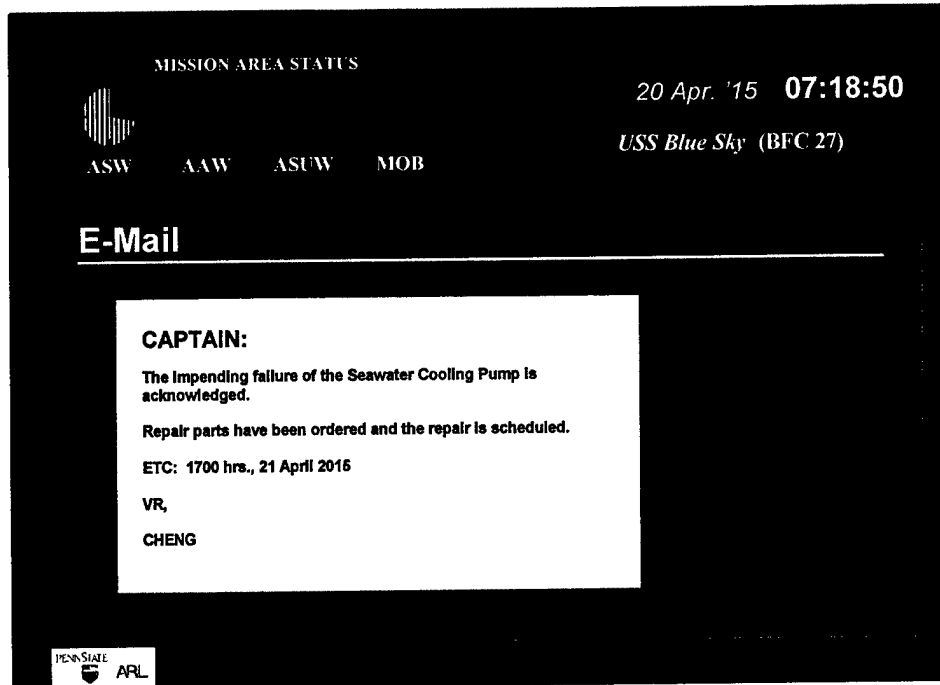 MISSION AREA STATUS
20 Apr. '15 07:18:50
USS Blue Sky (BFC 27)
ASW AAW ASUW MOB
E-Mail
CAPTAIN:
The Impending failure of the Seawater Cooling Pump is
acknowledged.
Repair parts have been ordered and the repair is scheduled.
ETC: 1700 hrs., 21 April 2015
VR,
CHENG
PENNSTATE
ARL